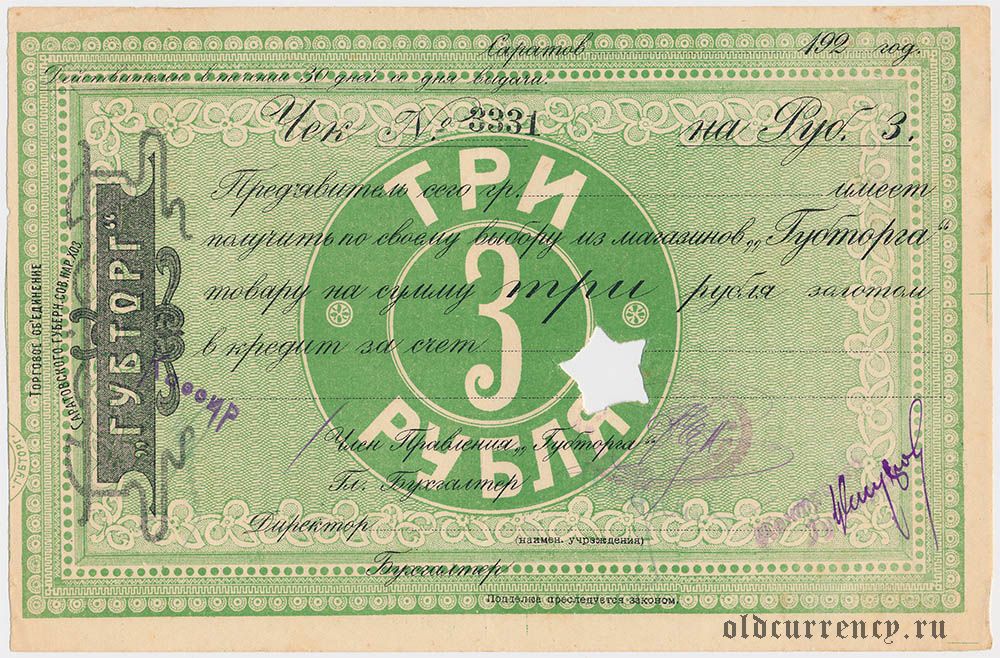 Саратов 192 год.
Действителен в течении 30 дней со дня выдачи.
Чек № 3331 на Руб. 3.
Предъявитель сего гр. имеет
получить по своему выбору из магазинов „Губторга“
товару на сумму три рубля золотом
в кредит за счет
ТРИ
3
РУБЛЯ
Член Правления „Губторга“
Гл. Бухгалтер
Директор
(наимен. учреждения)
Бухгалтер
Подделка преследуется законом.
ТОРГОВОЕ ОБ'ЕДИНЕНИЕ
САРАТОВСКОГО ГУБЕРН. СОВ. НАР. ХОЗ.
„ГУБТОРГ“
ГУБТОРГ
oldcurrency.ru